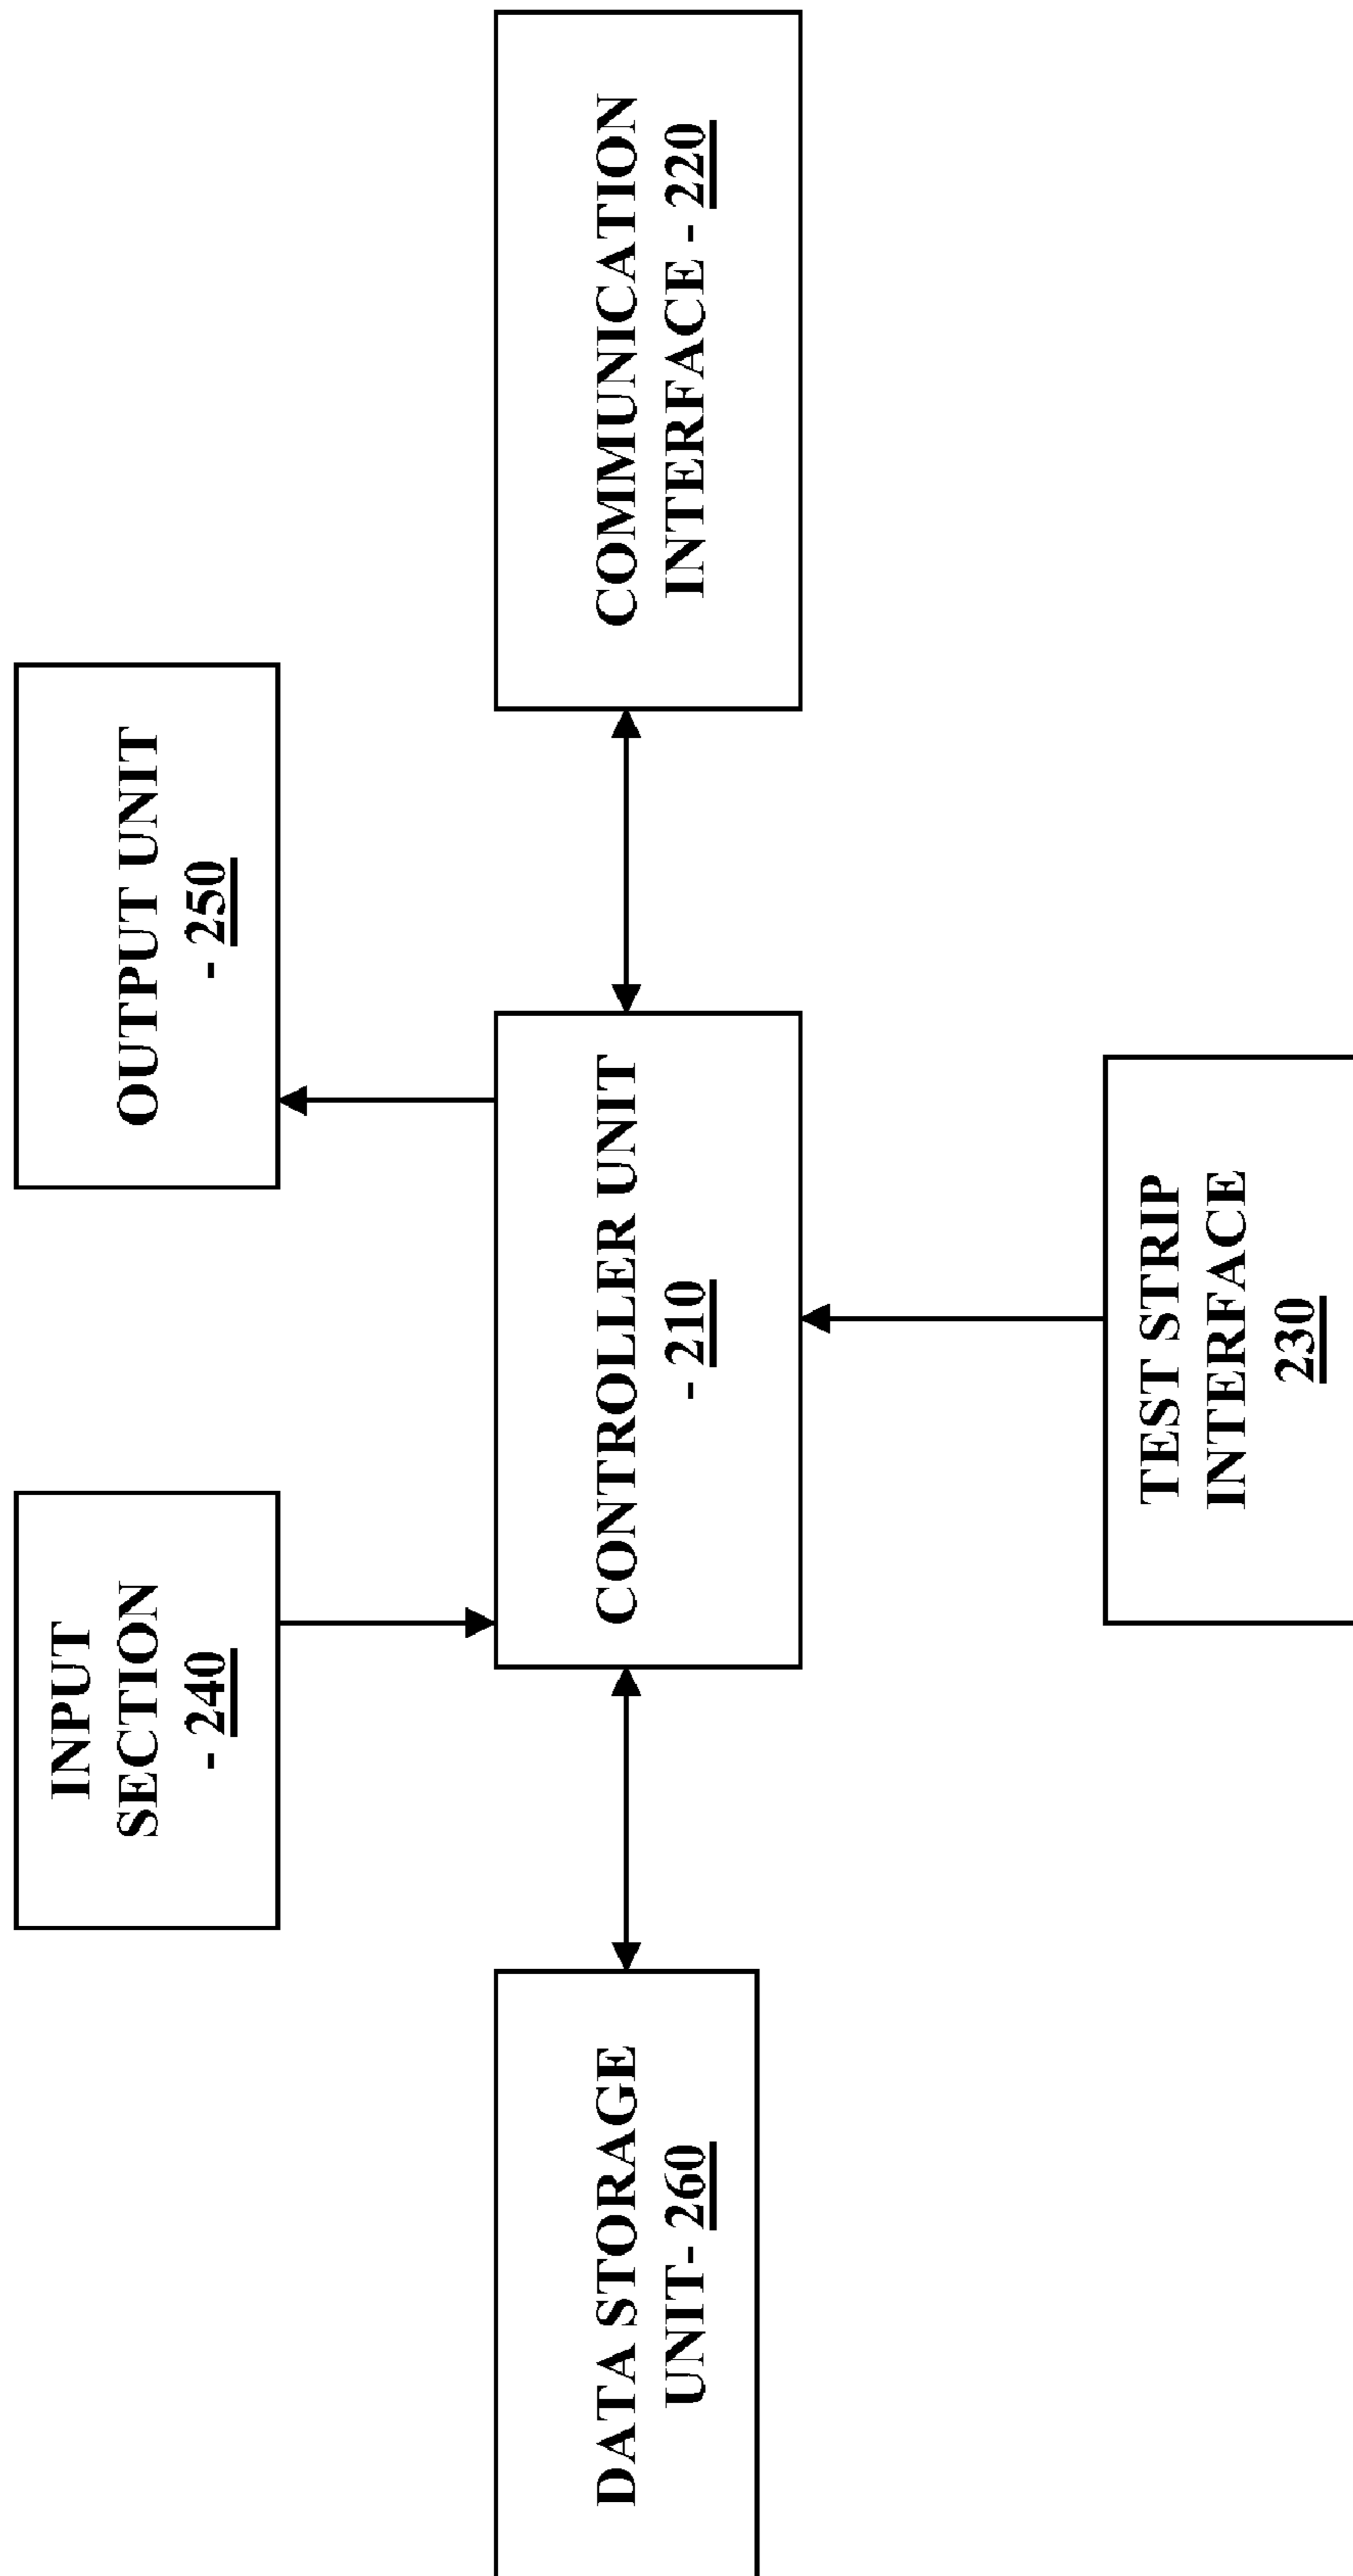 INPUT
SECTION
- 240
OUTPUT UNIT
- 250
DATA STORAGE
UNIT- 260
CONTROLLER UNIT
- 210
COMMUNICATION
INTERFACE - 220
TEST STRIP
INTERFACE
230